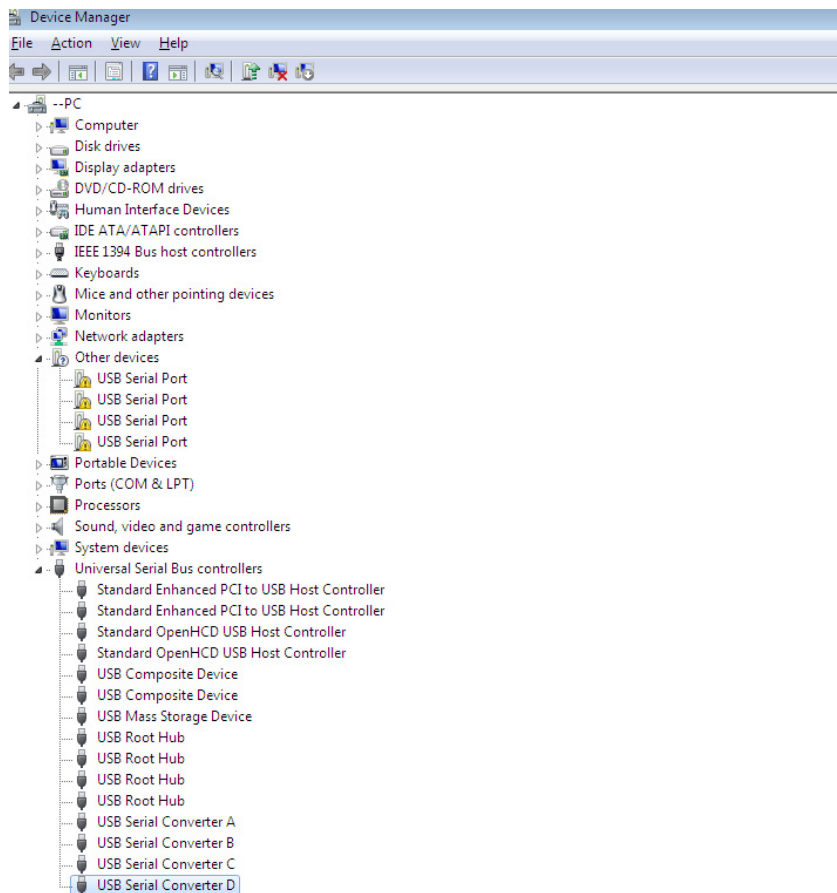 Device Manager
File Action View Help
--PC
Computer
Disk drives
Display adapters
DVD/CD-ROM drives
Human Interface Devices
IDE ATA/ATAPI controllers
IEEE 1394 Bus host controllers
Keyboards
Mice and other pointing devices
Monitors
Network adapters
Other devices
USB Serial Port
USB Serial Port
USB Serial Port
USB Serial Port
Portable Devices
Ports (COM & LPT)
Processors
Sound, video and game controllers
System devices
Universal Serial Bus controllers
Standard Enhanced PCI to USB Host Controller
Standard Enhanced PCI to USB Host Controller
Standard OpenHCD USB Host Controller
Standard OpenHCD USB Host Controller
USB Composite Device
USB Composite Device
USB Mass Storage Device
USB Root Hub
USB Root Hub
USB Root Hub
USB Root Hub
USB Serial Converter A
USB Serial Converter B
USB Serial Converter C
USB Serial Converter D